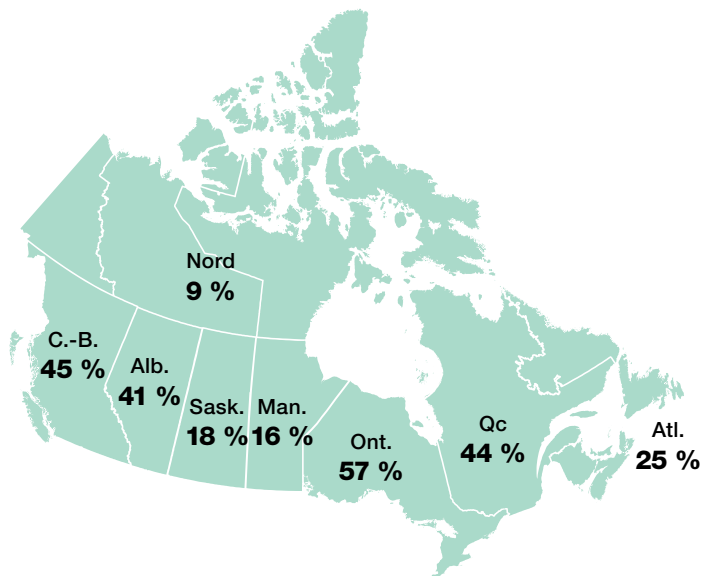 Nord
9 %
C.-B.
45 %
Alb.
41 %
Sask.
18 %
Man.
16 %
Ont.
57 %
Qc
44 %
Atl.
25 %